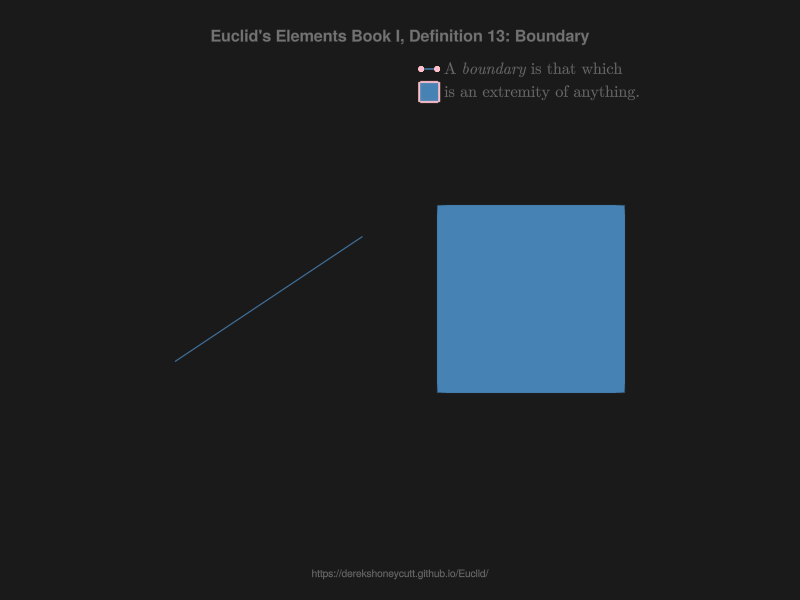 Euclid's Elements Book I, Definition 13: Boundary
A boundary is that which
is an extremity of anything.
https://derekshoneycutt.github.io/Euclid/